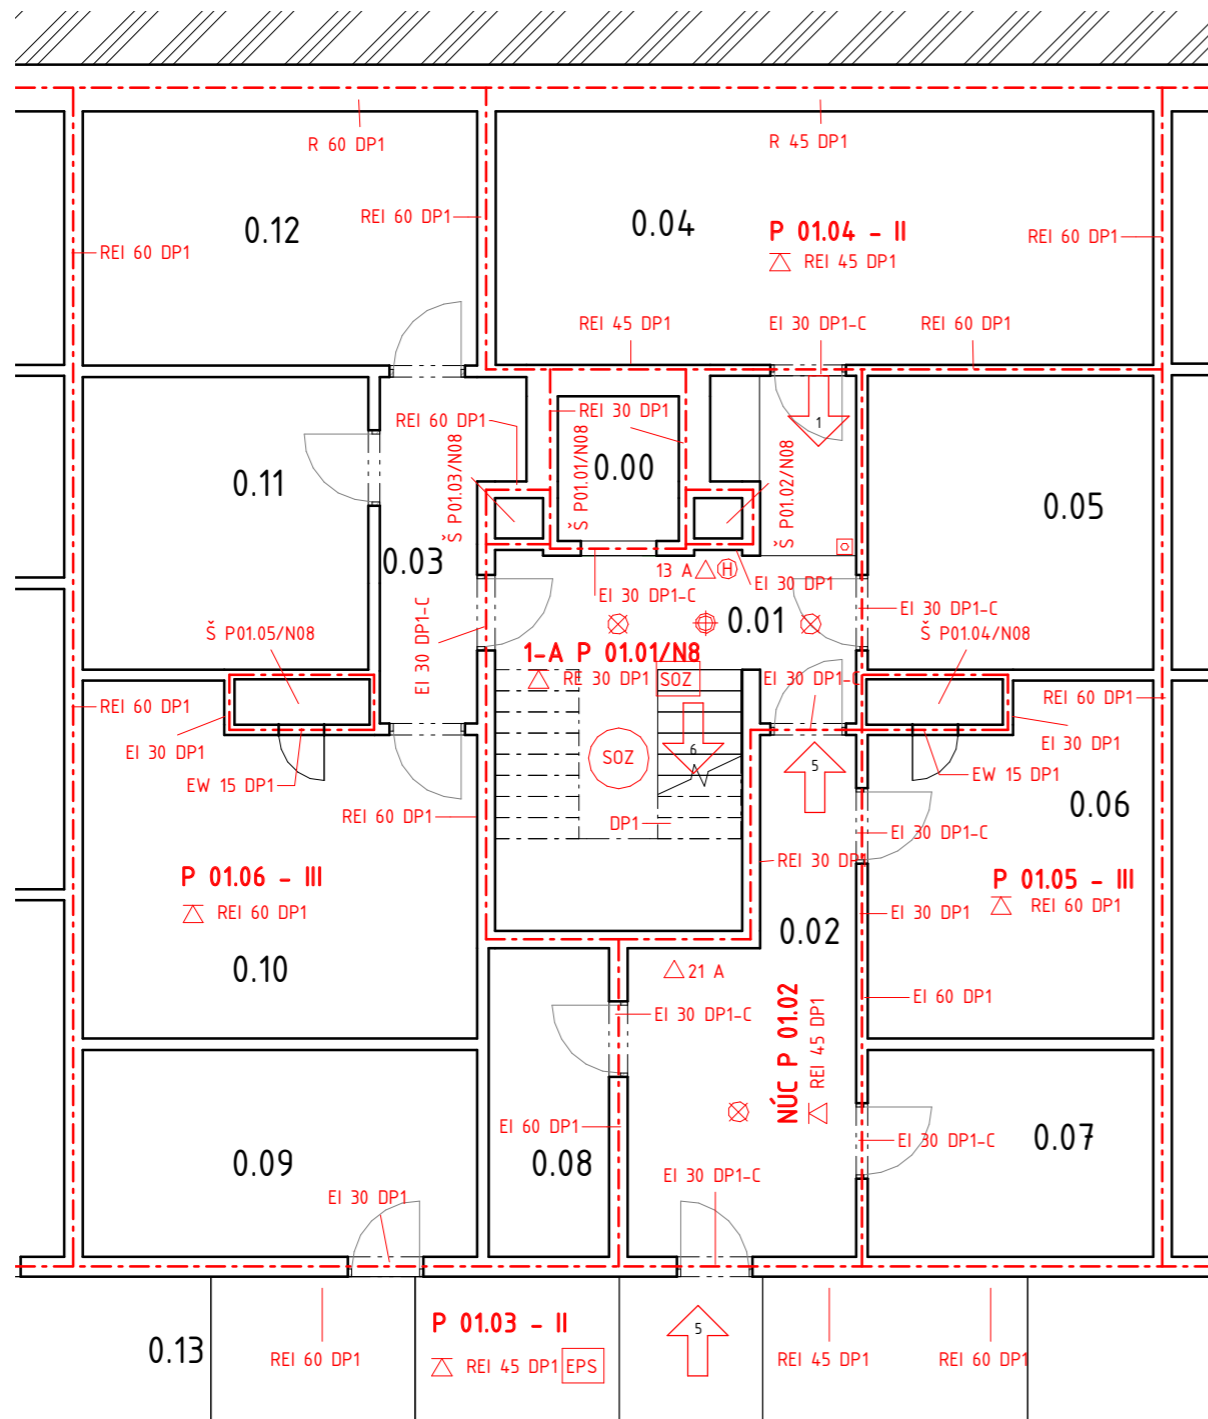 R 60 DP1
R 45 DP1
REI 60 DP1
0.12
0.04
P 01.04 - II
REI 60 DP1
REI 60 DP1
REI 45 DP1
REI 45 DP1
EI 30 DP1-C
REI 60 DP1
REI 60 DP1
REI 30 DP1
1
0.11
Š P01.03/N08
Š P01.01/N08
0.00
Š P01.02/N08
0.05
0.03
13 A
H
EI 30 DP1
EI 30 DP1-C
EI 30 DP1-C
EI 30 DP1-C
0.01
Š P01.05/N08
Š P01.04/N08
1-A P 01.01/N8
RE 30 DP1
SOZ
EI 30 DP1-C
REI 60 DP1
REI 60 DP1
EI 30 DP1
SOZ
6
5
EI 30 DP1
EW 15 DP1
EW 15 DP1
REI 60 DP1
DP1
0.06
EI 30 DP1-C
REI 30 DP1
P 01.06 - III
P 01.05 - III
REI 60 DP1
EI 30 DP1
REI 60 DP1
0.02
0.10
21 A
NÚC P 01.02
REI 45 DP1
EI 60 DP1
EI 30 DP1-C
EI 60 DP1
EI 30 DP1-C
0.07
0.09
0.08
EI 30 DP1
EI 30 DP1-C
P 01.03 - II
5
0.13
REI 60 DP1
REI 45 DP1
EPS
REI 45 DP1
REI 60 DP1